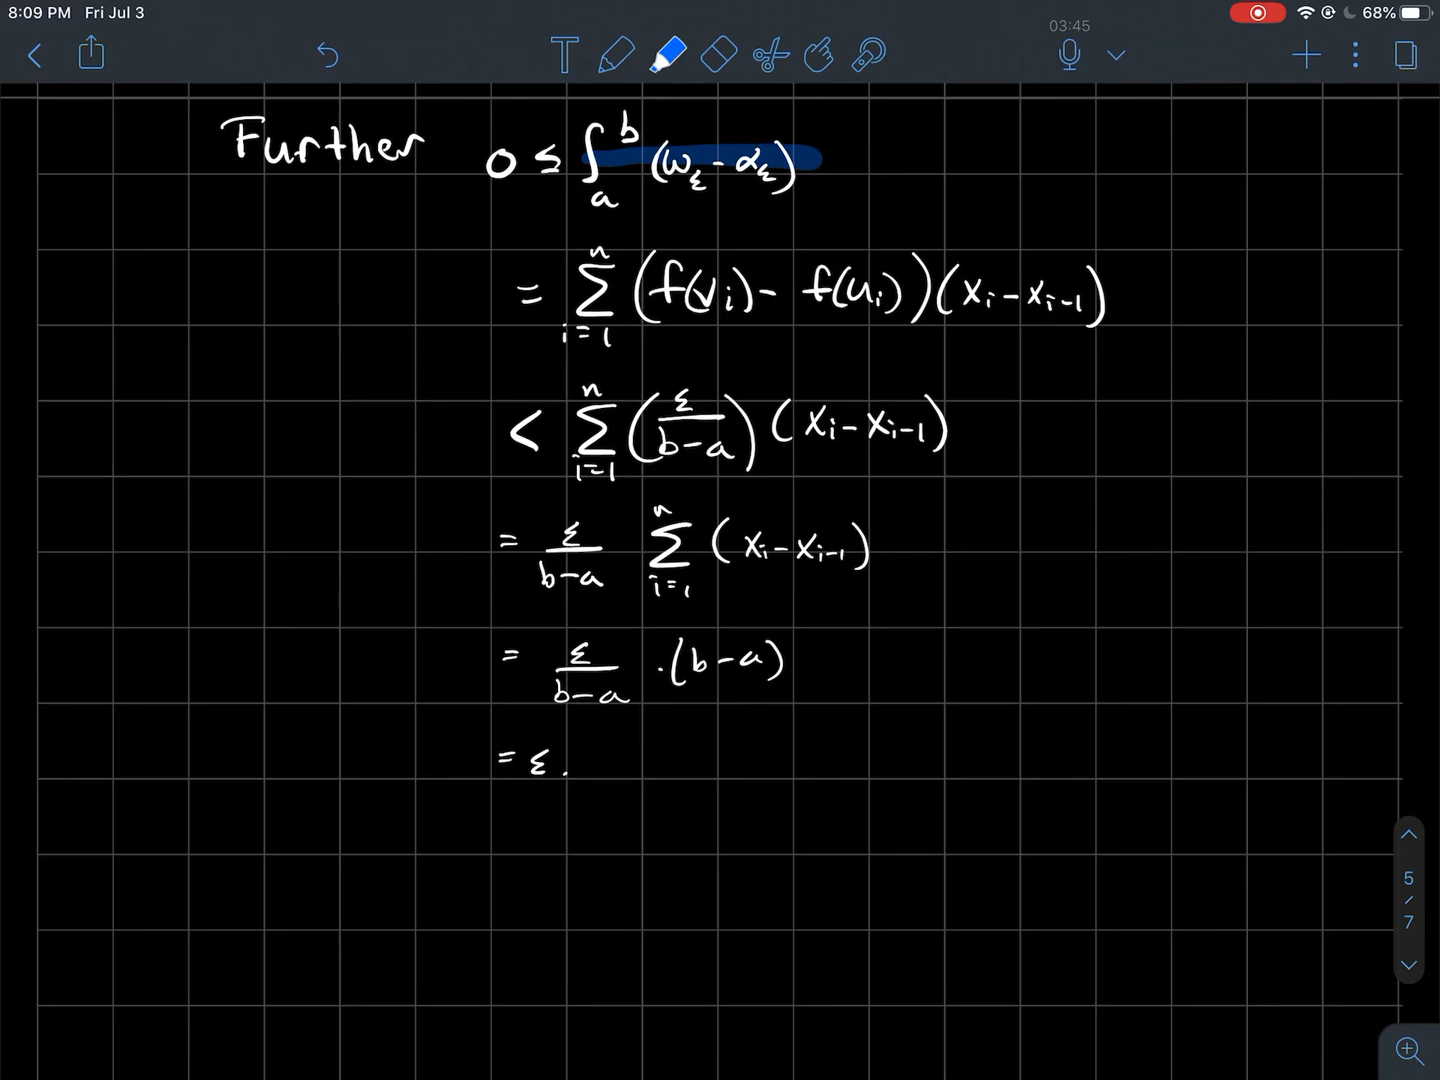 8:09 PM Fri Jul 3 68%
03:45
T
Further 0 ≤ ∫_a^b (ω_ε - α_ε)
= Σ_{i=1}^n (f(v_i) - f(u_i))(x_i - x_{i-1})
< Σ_{i=1}^n (ε/(b-a)) (x_i - x_{i-1})
= ε/(b-a) Σ_{i=1}^n (x_i - x_{i-1})
= ε/(b-a) · (b-a)
= ε.
5
/
7